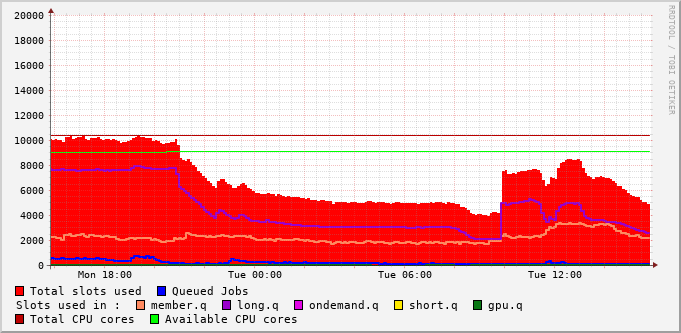 20000
18000
16000
14000
12000
10000
8000
6000
4000
2000
0
Mon 18:00 Tue 00:00 Tue 06:00 Tue 12:00
Total slots used Queued Jobs
Slots used in : member.q long.q ondemand.q short.q gpu.q
Total CPU cores Available CPU cores
RRDTOOL / TOBI OETIKER